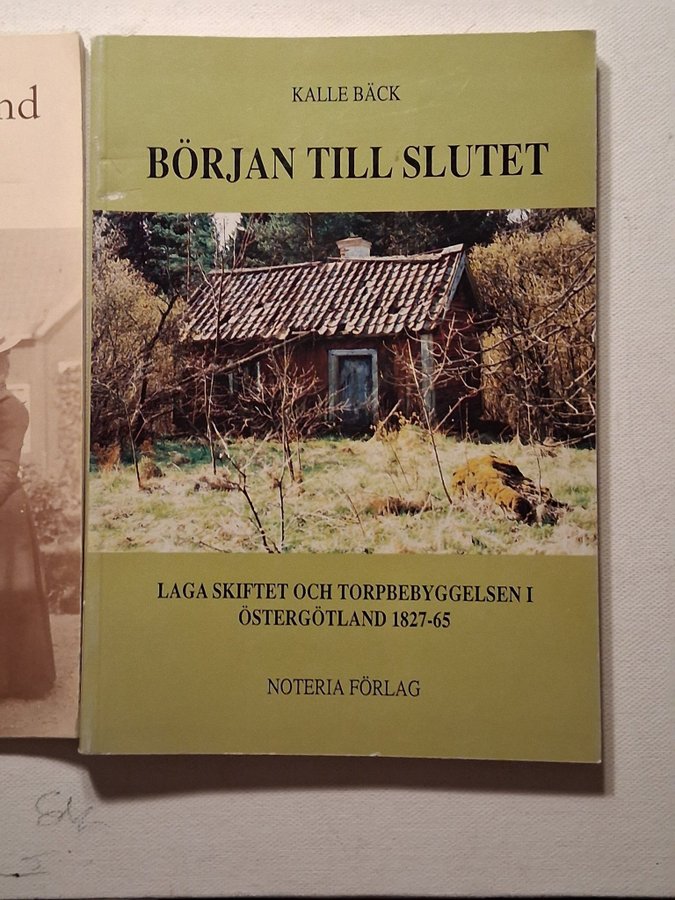 nd
KALLE BÄCK
BÖRJAN TILL SLUTET
LAGA SKIFTET OCH TORPBEBYGGELSEN I
ÖSTERGÖTLAND 1827-65
NOTERIA FÖRLAG